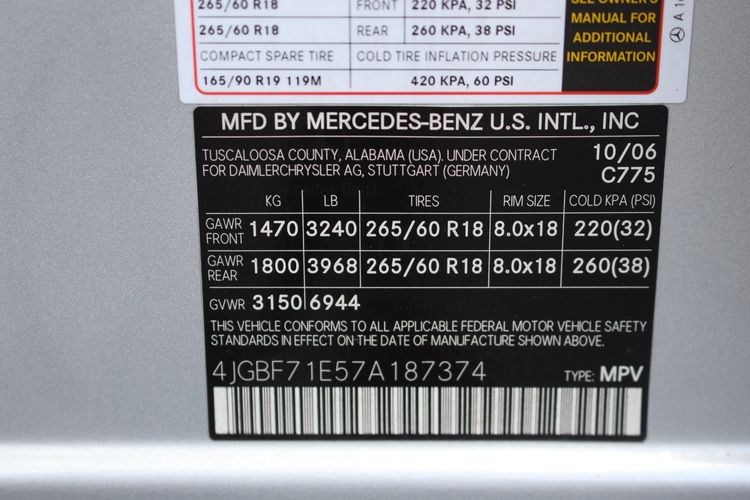 265/60 R18 FRONT 220 KPA, 32 PSI
265/60 R18 REAR 260 KPA, 38 PSI
COMPACT SPARE TIRE COLD TIRE INFLATION PRESSURE
165/90 R19 119M 420 KPA, 60 PSI
SEE OWNER'S
MANUAL FOR
ADDITIONAL
INFORMATION
MFD BY MERCEDES-BENZ U.S. INTL., INC
TUSCALOOSA COUNTY, ALABAMA (USA). UNDER CONTRACT 10/06
FOR DAIMLERCHRYSLER AG, STUTTGART (GERMANY) C775
KG LB TIRES RIM SIZE COLD KPA (PSI)
GAWR FRONT 1470 3240 265/60 R18 8.0x18 220(32)
GAWR REAR 1800 3968 265/60 R18 8.0x18 260(38)
GVWR 3150 6944
THIS VEHICLE CONFORMS TO ALL APPLICABLE FEDERAL MOTOR VEHICLE SAFETY
STANDARDS IN EFFECT ON THE DATE OF MANUFACTURE SHOWN ABOVE.
4JGBF71E57A187374 TYPE: MPV